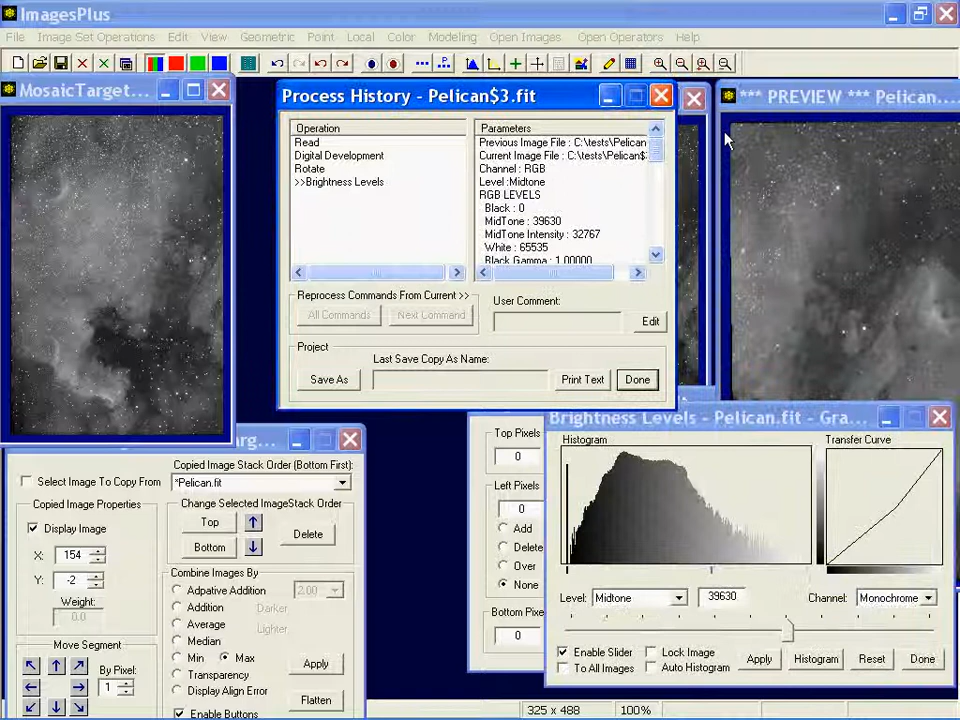 ImagesPlus
File Image Set Operations Edit View Geometric Point Local Color Modeling Open Images Open Operators Help
MosaicTarget...
Process History - Pelican$3.fit
*** PREVIEW *** Pelican....
Operation
Read
Digital Development
Rotate
>>Brightness Levels
Parameters
Previous Image File : C:\tests\Pelican
Current Image File : C:\tests\Pelican$
Channel : RGB
Level :Midtone
RGB LEVELS
Black : 0
MidTone : 39630
MidTone Intensity : 32767
White : 65535
Black Gamma : 1.00000
Reprocess Commands From Current >>
All Commands
Next Command
User Comment:
Edit
Project
Last Save Copy As Name:
Save As
Print Text
Done
Select Image To Copy From
Copied Image Stack Order (Bottom First):
*Pelican.fit
Copied Image Properties
Display Image
X: 154
Y: -2
Weight:
0.0
Change Selected ImageStack Order
Top
Bottom
Delete
Combine Images By
Adpative Addition
2.00
Addition
Darker
Average
Lighter
Median
Min
Max
Apply
Transparency
Display Align Error
Flatten
Enable Buttons
Move Segment
By Pixel:
1
Top Pixels
0
Left Pixels
0
Add
Delete
Over
None
Bottom Pixe
0
Brightness Levels - Pelican.fit - Gra...
Histogram
Transfer Curve
Level: Midtone
39630
Channel: Monochrome
Enable Slider
Lock Image
To All Images
Auto Histogram
Apply
Histogram
Reset
Done
325 x 488
100%